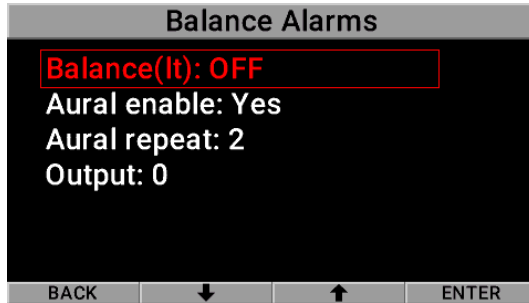 Balance Alarms
Balance(lt): OFF
Aural enable: Yes
Aural repeat: 2
Output: 0
BACK ENTER